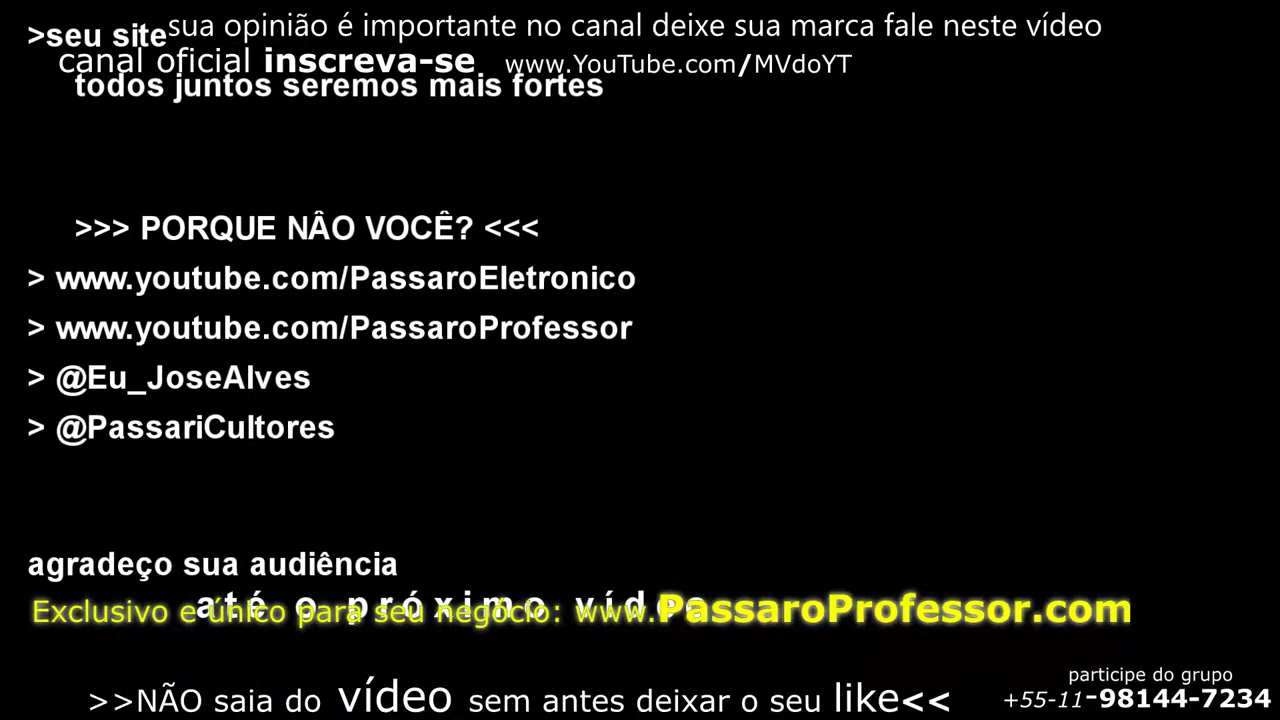 >seu site
sua opinião é importante no canal deixe sua marca fale neste vídeo
canal oficial inscreva-se www.YouTube.com/MVdoYT
todos juntos seremos mais fortes
>>> PORQUE NÂO VOCÊ? <<<
> www.youtube.com/PassaroEletronico
> www.youtube.com/PassaroProfessor
> @Eu_JoseAlves
> @PassariCultores
agradeço sua audiência
até o próximo vídeo
Exclusivo e único para seu negócio: www.PassaroProfessor.com
participe do grupo
>>NÃO saia do vídeo sem antes deixar o seu like<<
+55-11-98144-7234